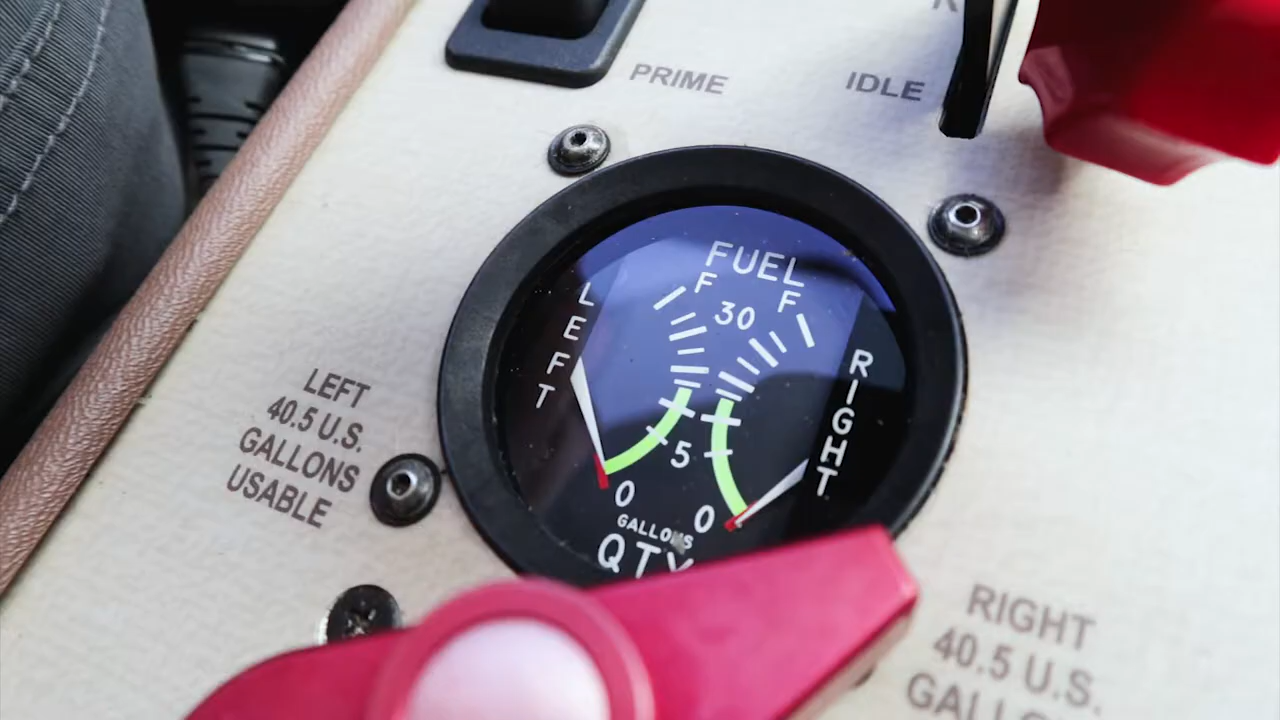 PRIME
IDLE
FUEL
F
F
30
LEFT
RIGHT
5
0
0
GALLONS
QTY
LEFT
40.5 U.S.
GALLONS
USABLE
RIGHT
40.5 U.S.